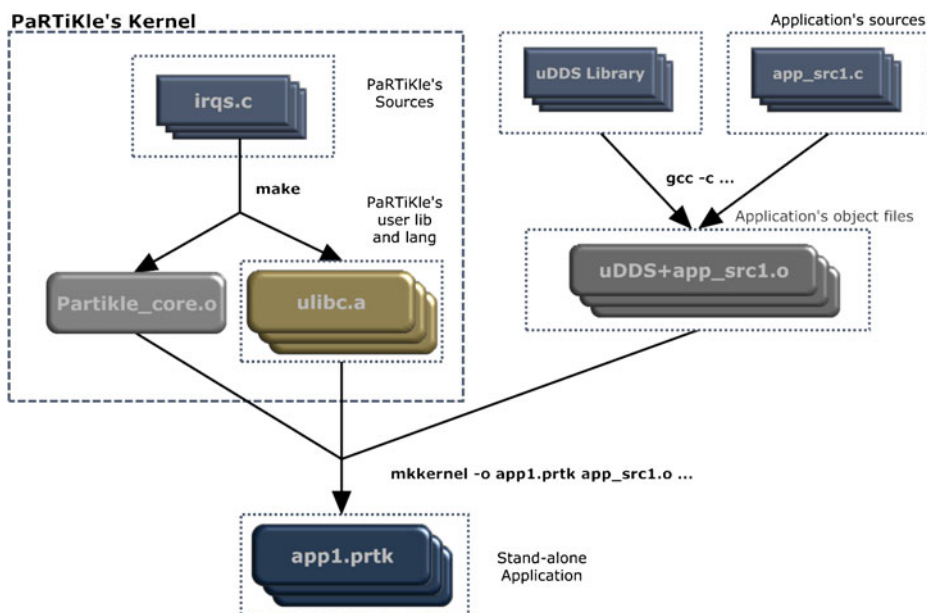 PaRTiKle's Kernel
Application's sources
irqs.c
PaRTiKle's
Sources
uDDS Library
app_src1.c
make
gcc -c ...
PaRTiKle's
user lib
and lang
Application's object files
Partikle_core.o
ulibc.a
uDDS+app_src1.o
mkkernel -o app1.prtk app_src1.o ...
app1.prtk
Stand-alone
Application